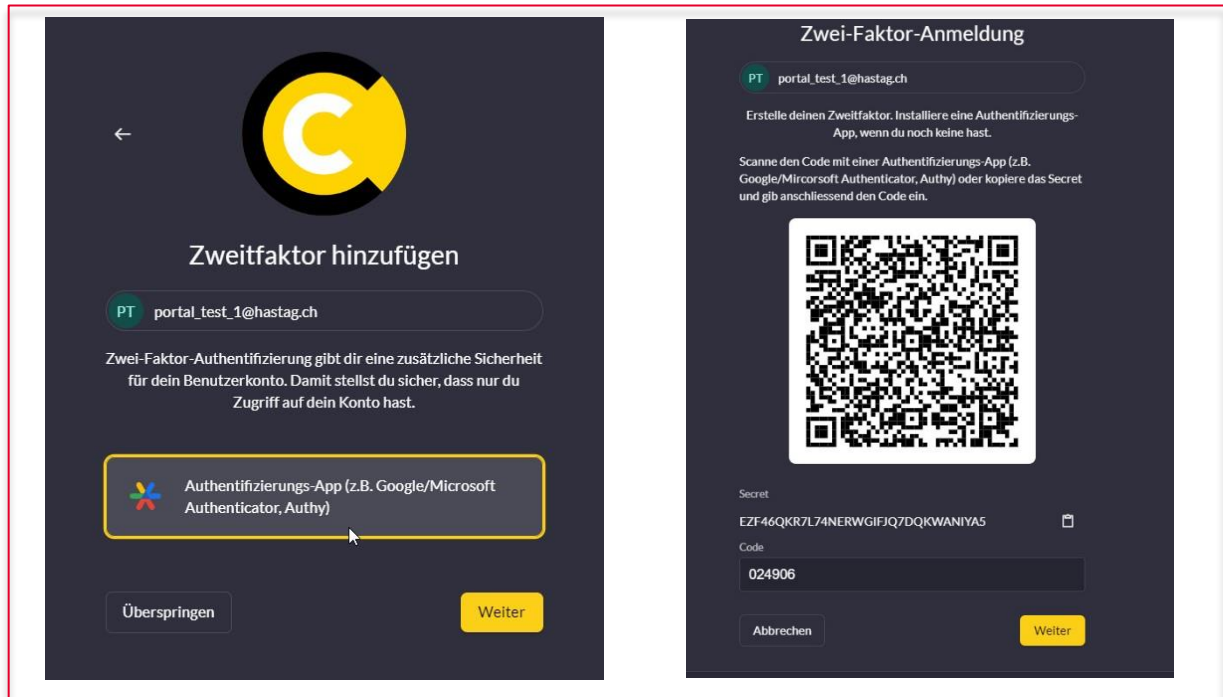 C
Zweitfaktor hinzufügen
PT portal_test_1@hastag.ch
Zwei-Faktor-Authentifizierung gibt dir eine zusätzliche Sicherheit
für dein Benutzerkonto. Damit stellst du sicher, dass nur du
Zugriff auf dein Konto hast.
Authentifizierungs-App (z.B. Google/Microsoft
Authenticator, Authy)
Überspringen Weiter
Zwei-Faktor-Anmeldung
PT portal_test_1@hastag.ch
Erstelle deinen Zweitfaktor. Installiere eine Authentifizierungs-
App, wenn du noch keine hast.
Scanne den Code mit einer Authentifizierungs-App (z.B.
Google/Mircorsoft Authenticator, Authy) oder kopiere das Secret
und gib anschliessend den Code ein.
Secret
EZF46QKR7L74NERWGIFJQ7DQKWANIYA5
Code
024906
Abbrechen Weiter